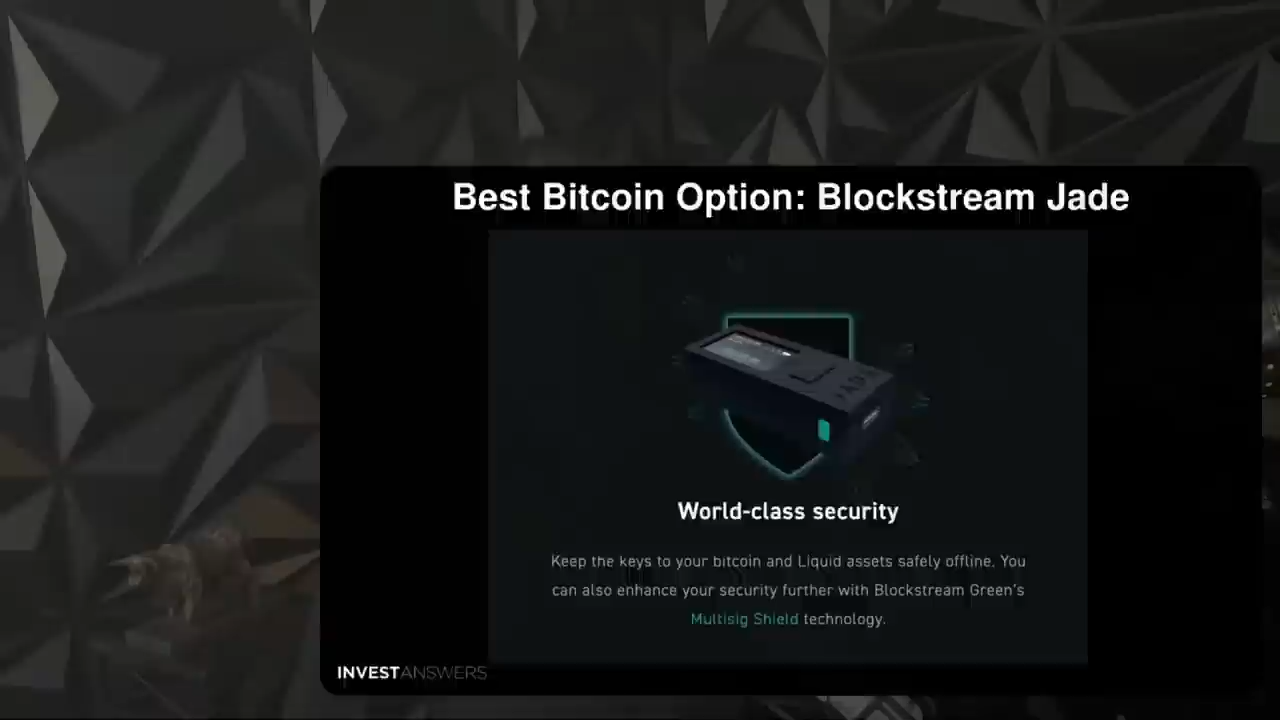 Best Bitcoin Option: Blockstream Jade
JADE
World-class security
Keep the keys to your bitcoin and Liquid assets safely offline. You
can also enhance your security further with Blockstream Green's
Multisig Shield technology.
INVESTANSWERS